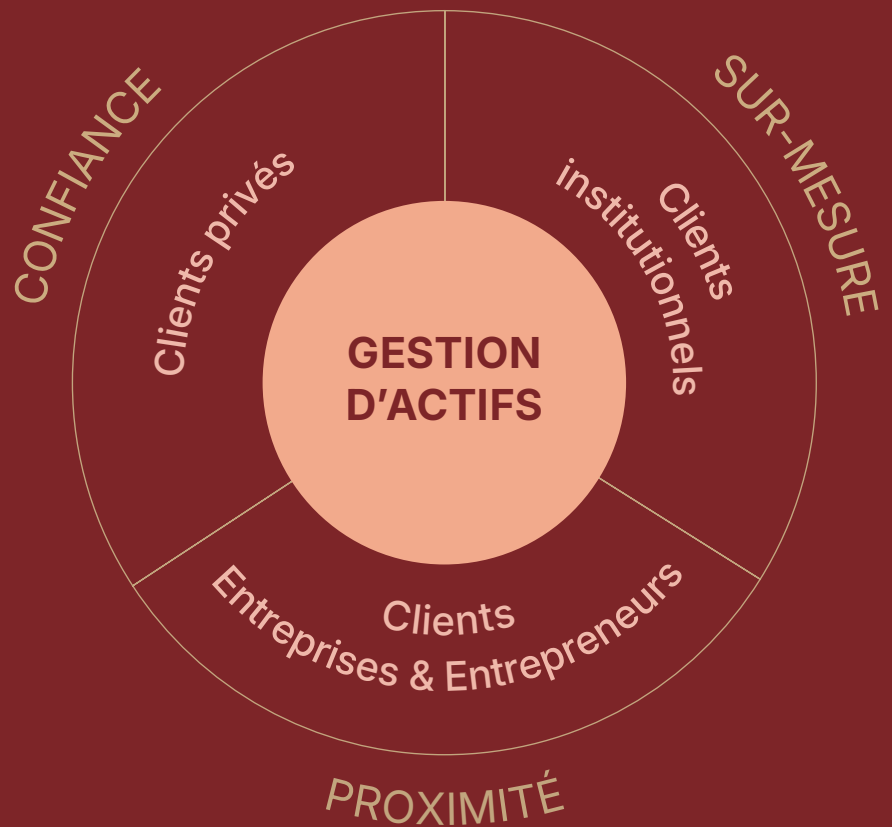 CONFIANCE
SUR-MESURE
Clients privés
Clients
institutionnels
GESTION
D'ACTIFS
Clients
Entreprises & Entrepreneurs
PROXIMITÉ